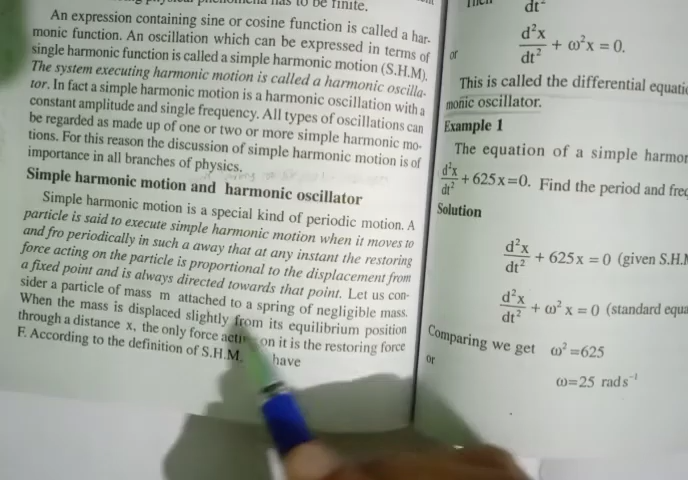 has to be finite.
An expression containing sine or cosine function is called a har-
monic function. An oscillation which can be expressed in terms of
single harmonic function is called a simple harmonic motion (S.H.M).
The system executing harmonic motion is called a harmonic oscilla-
tor. In fact a simple harmonic motion is a harmonic oscillation with a
constant amplitude and single frequency. All types of oscillations can
be regarded as made up of one or two or more simple harmonic mo-
tions. For this reason the discussion of simple harmonic motion is of
importance in all branches of physics.
Simple harmonic motion and harmonic oscillator
Simple harmonic motion is a special kind of periodic motion. A
particle is said to execute simple harmonic motion when it moves to
and fro periodically in such a away that at any instant the restoring
force acting on the particle is proportional to the displacement from
a fixed point and is always directed towards that point. Let us con-
sider a particle of mass m attached to a spring of negligible mass.
When the mass is displaced slightly from its equilibrium position
through a distance x, the only force on it is the restoring force
F. According to the definition of S.H.M. have
Then dt²
or d²x/dt² + ω²x = 0.
This is called the differential
monic oscillator.
Example 1
The equation of a simple
d²x/dt² + 625x=0. Find the period and
Solution
d²x/dt² + 625x = 0 (given
d²x/dt² + ω² x = 0 (standard
Comparing we get ω² =625
or
ω=25 rads⁻¹